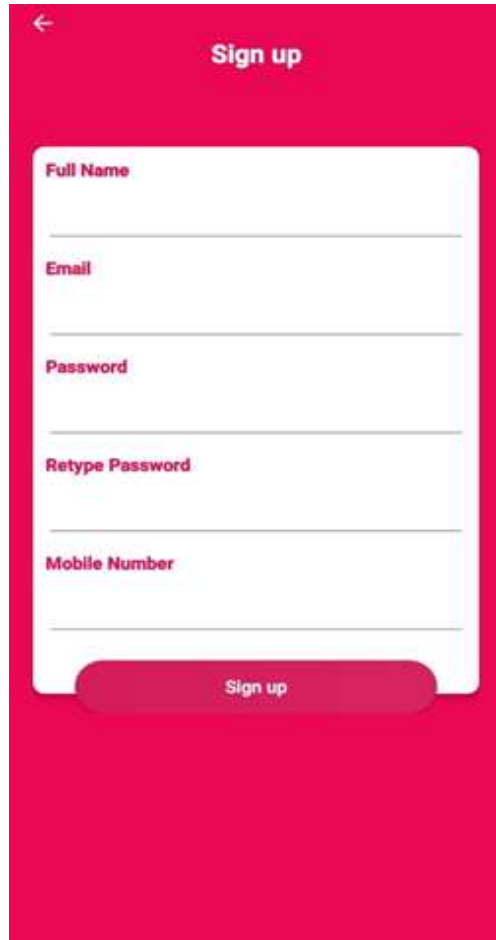 Sign up
Full Name
Email
Password
Retype Password
Mobile Number
Sign up